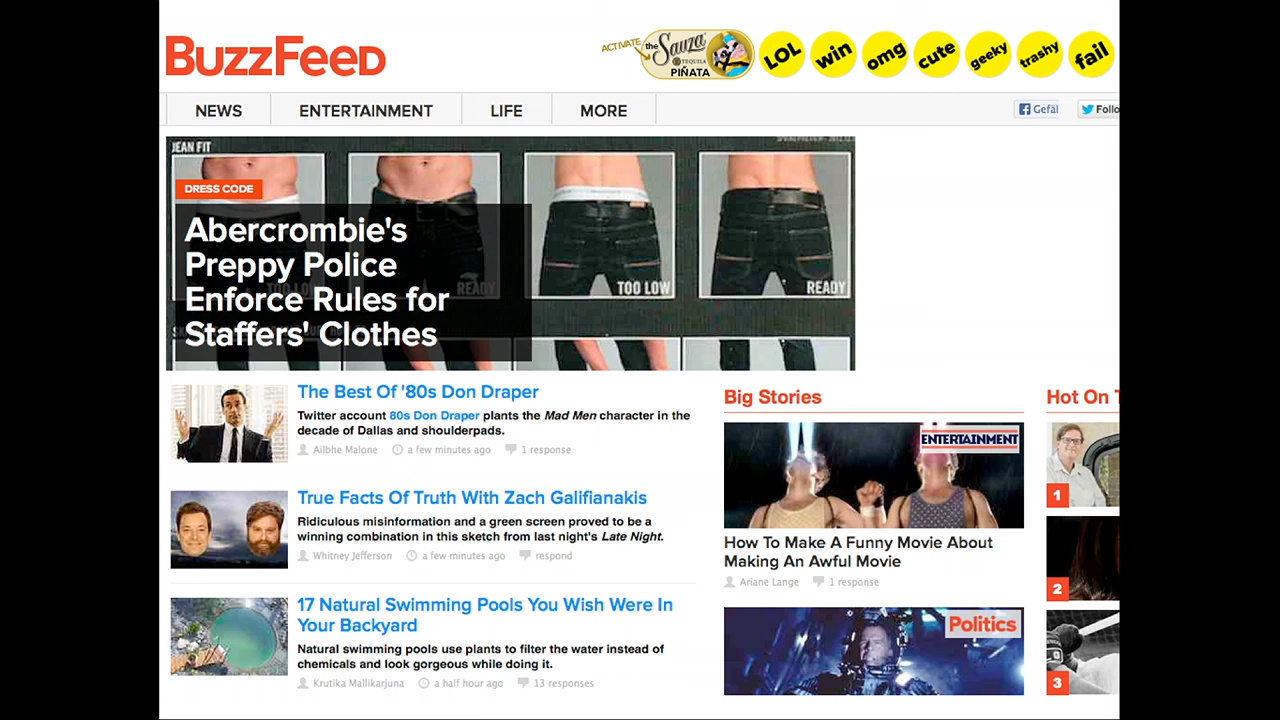 BuzzFeed
ACTIVATE
the Sauza
TEQUILA
PIÑATA
LOL
win
omg
cute
geeky
trashy
fail
NEWS
ENTERTAINMENT
LIFE
MORE
Gefäl
Follo
JEAN FIT
DRESS CODE
Abercrombie's
Preppy Police
Enforce Rules for
Staffers' Clothes
TOO LOW
READY
TOO LOW
READY
The Best Of '80s Don Draper
Twitter account 80s Don Draper plants the Mad Men character in the
decade of Dallas and shoulderpads.
Ailbhe Malone a few minutes ago 1 response
True Facts Of Truth With Zach Galifianakis
Ridiculous misinformation and a green screen proved to be a
winning combination in this sketch from last night's Late Night.
Whitney Jefferson a few minutes ago respond
17 Natural Swimming Pools You Wish Were In
Your Backyard
Natural swimming pools use plants to filter the water instead of
chemicals and look gorgeous while doing it.
Krutika Mallikarjuna a half hour ago 13 responses
Big Stories
ENTERTAINMENT
How To Make A Funny Movie About
Making An Awful Movie
Ariane Lange 1 response
Politics
Hot On T
1
2
3